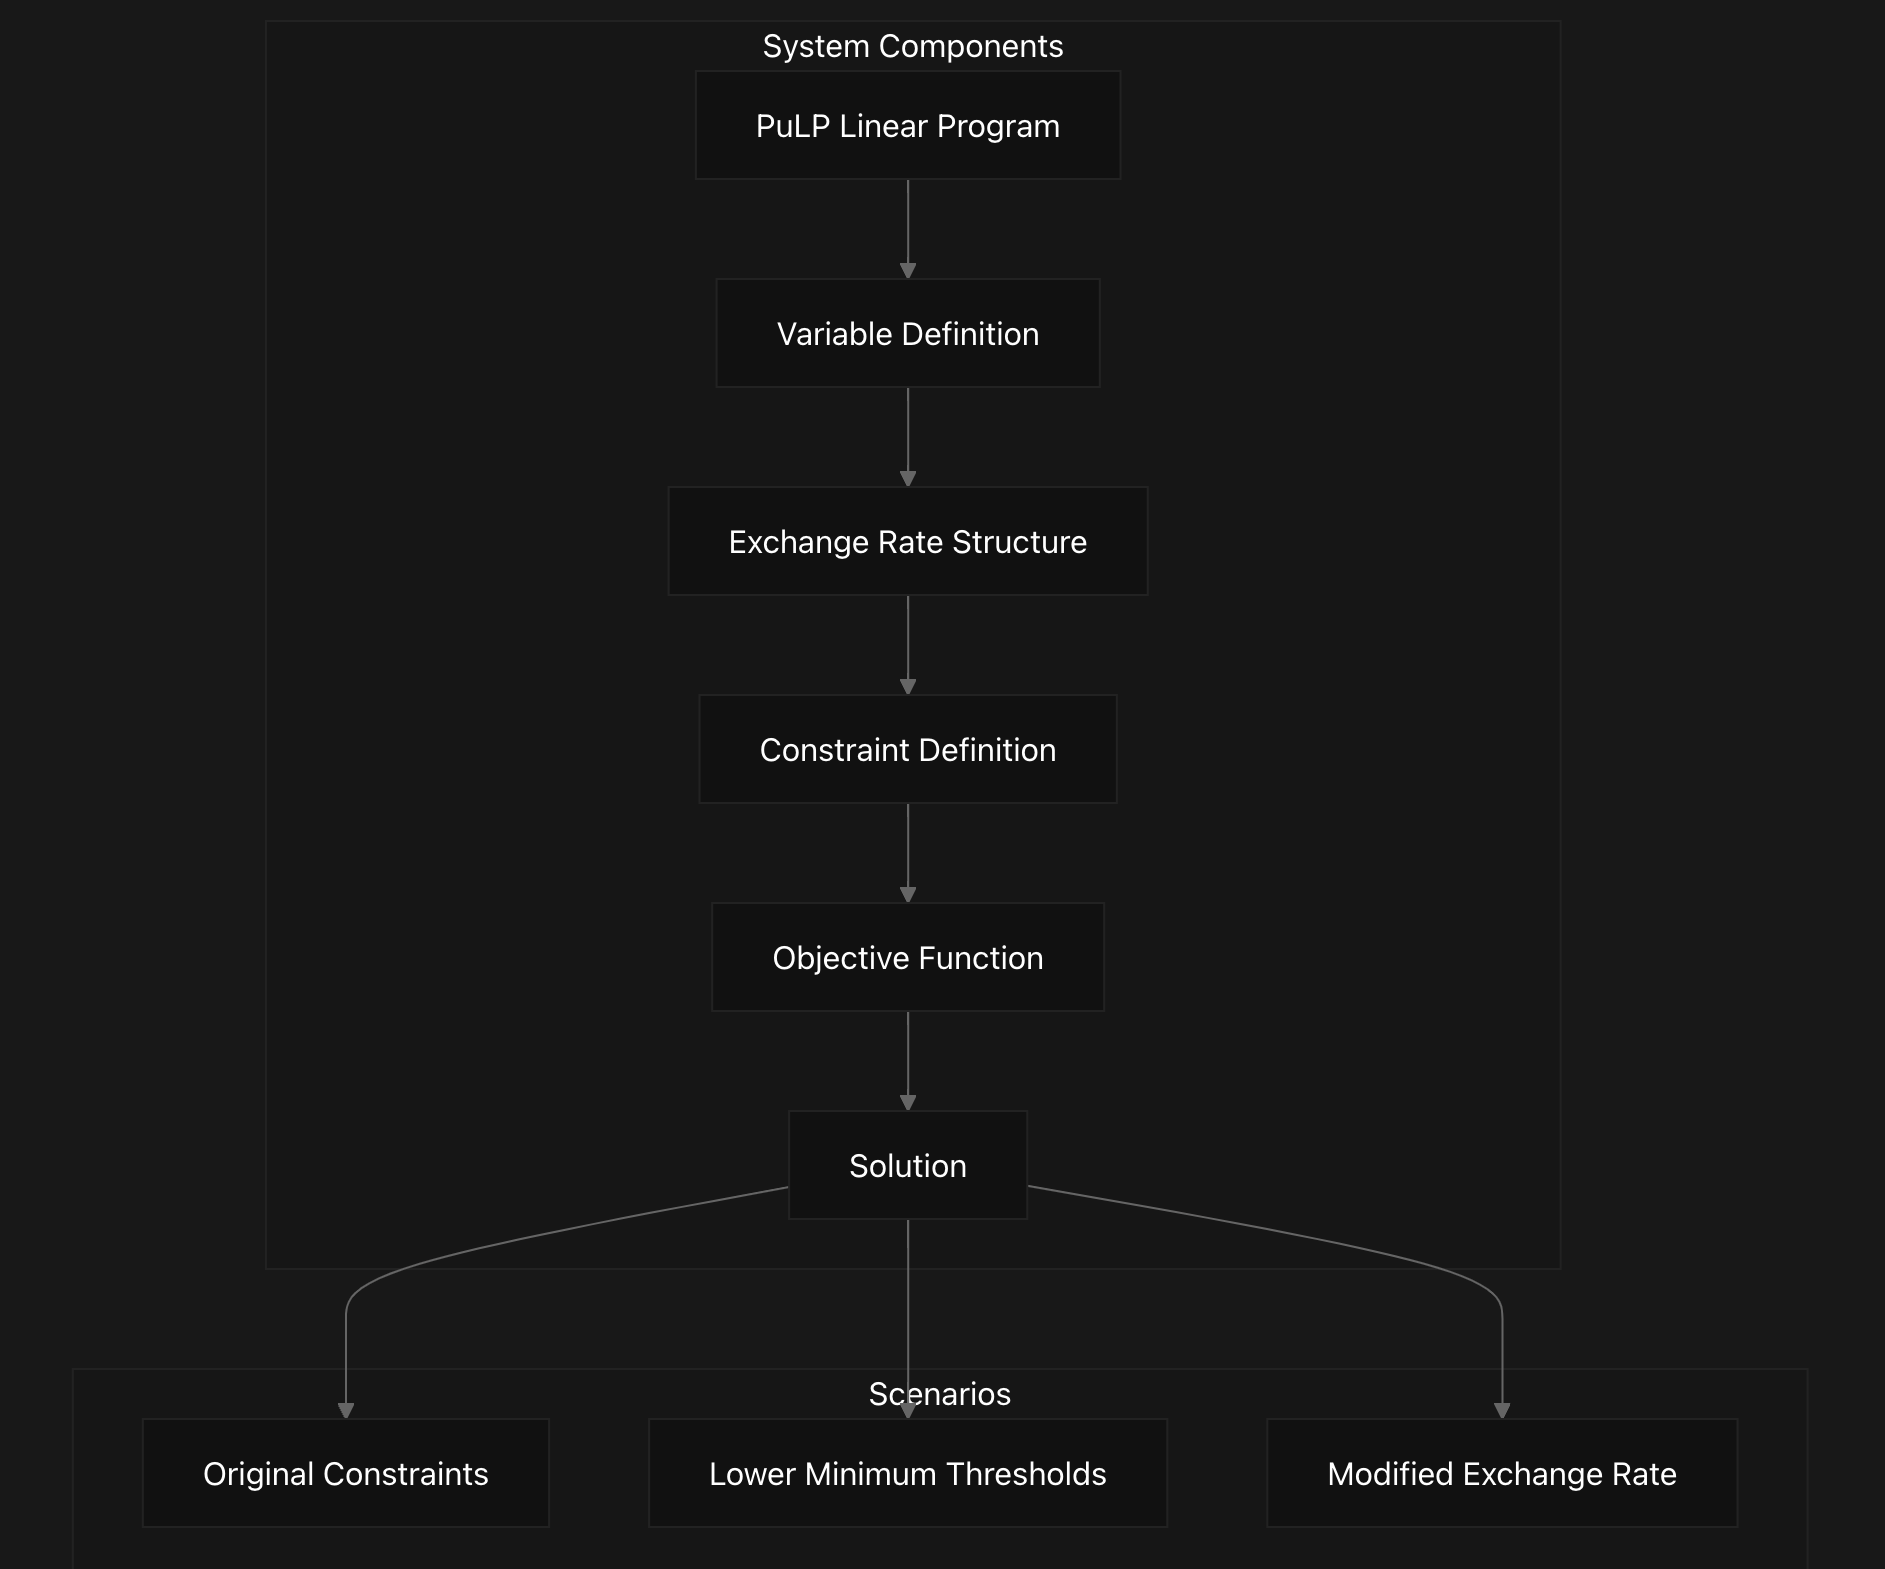 System Components
PuLP Linear Program
Variable Definition
Exchange Rate Structure
Constraint Definition
Objective Function
Solution
Scenarios
Original Constraints
Lower Minimum Thresholds
Modified Exchange Rate